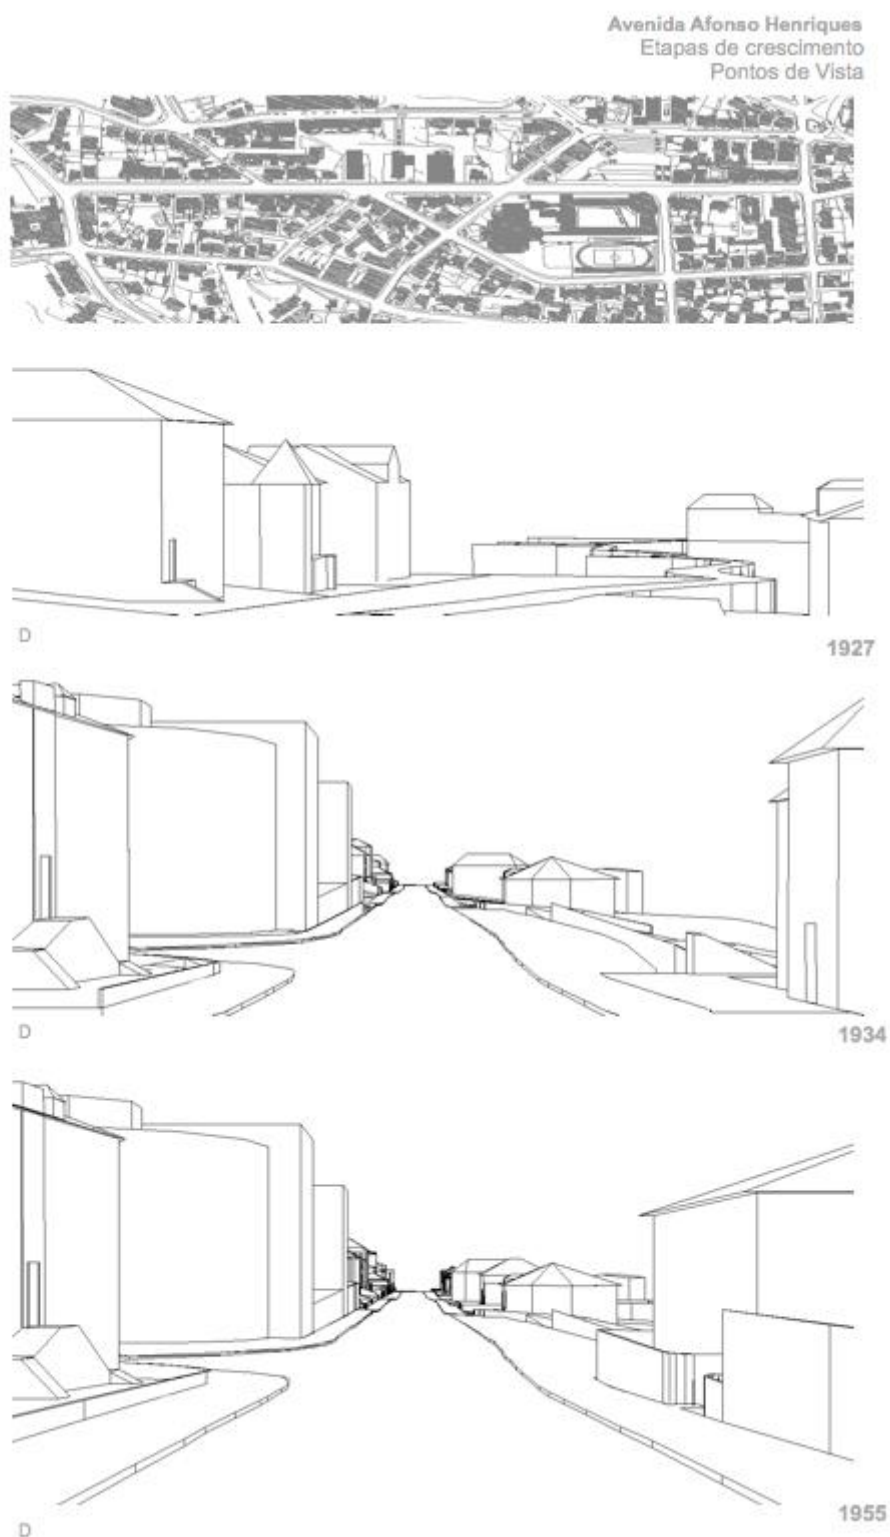 Avenida Afonso Henriques
Etapas de crescimento
Pontos de Vista
D
1927
D
1934
D
1955